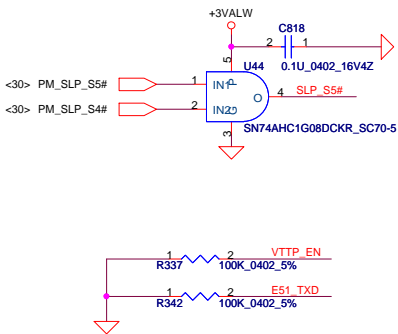 +3VALW
C818
2 1
0.1U_0402_16V4Z
5
U44
<30> PM_SLP_S5# 1 IN1 P
O 4 SLP_S5#
<30> PM_SLP_S4# 2 IN2 G
SN74AHC1G08DCKR_SC70-5
3
1 2 VTTP_EN
R337 100K_0402_5%
1 2 E51_TXD
R342 100K_0402_5%